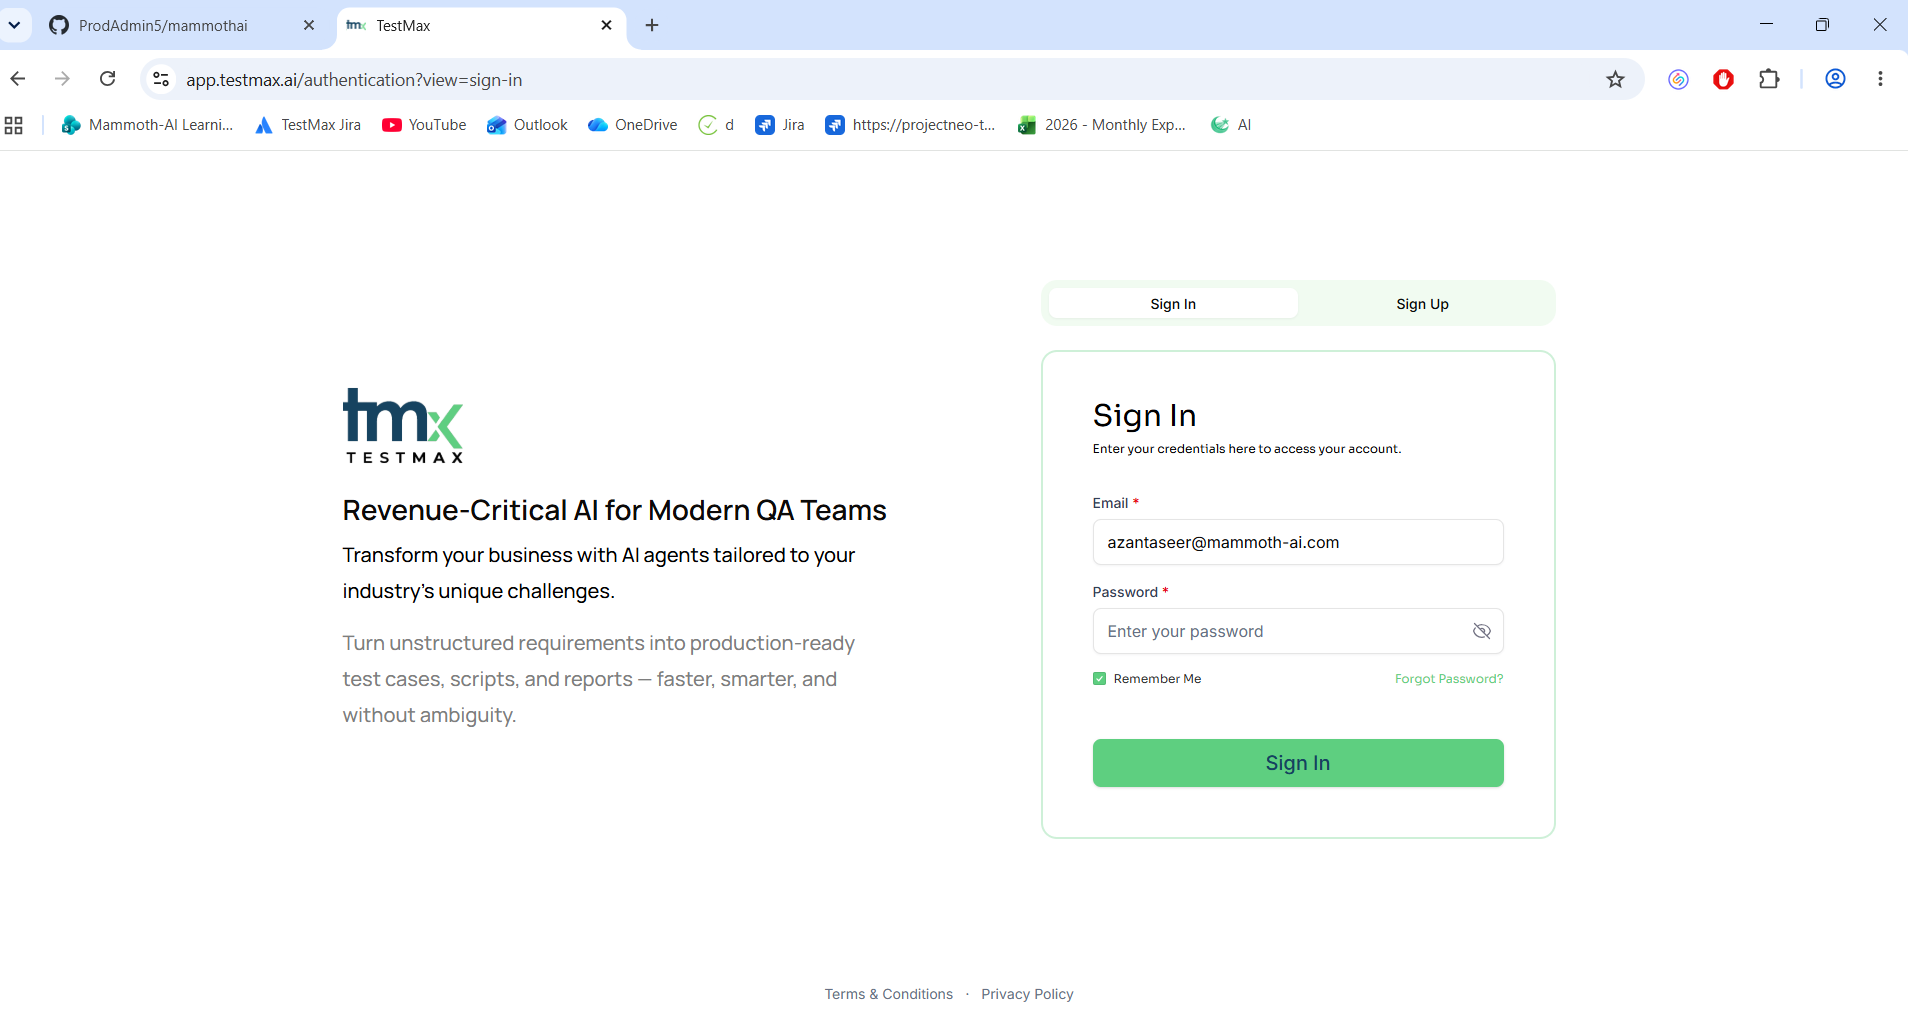 ProdAdmin5/mammothai
tmx TestMax
app.testmax.ai/authentication?view=sign-in
Mammoth-AI Learni... TestMax Jira YouTube Outlook OneDrive d Jira https://projectneo-t... 2026 - Monthly Exp... AI
Sign In Sign Up
tmx
TESTMAX
Revenue-Critical AI for Modern QA Teams
Transform your business with AI agents tailored to your
industry's unique challenges.
Turn unstructured requirements into production-ready
test cases, scripts, and reports — faster, smarter, and
without ambiguity.
Sign In
Enter your credentials here to access your account.
Email *
azantaseer@mammoth-ai.com
Password *
Enter your password
Remember Me Forgot Password?
Sign In
Terms & Conditions · Privacy Policy